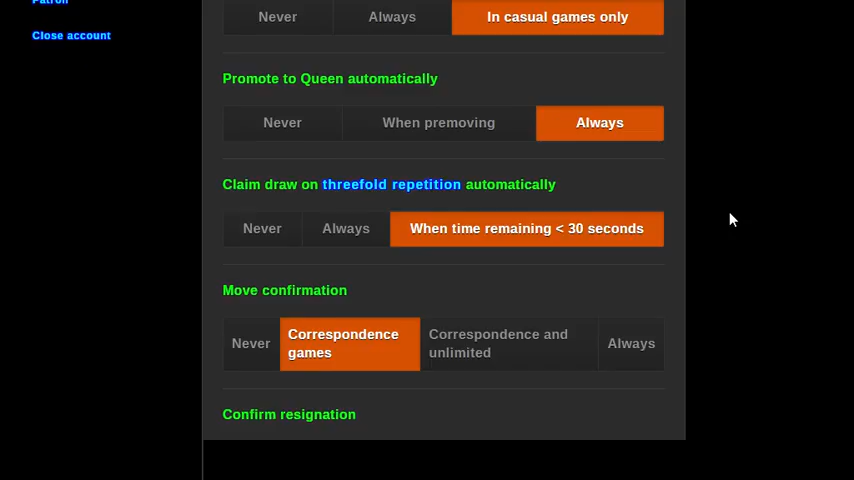 Patron
Close account
Never Always In casual games only
Promote to Queen automatically
Never When premoving Always
Claim draw on threefold repetition automatically
Never Always When time remaining < 30 seconds
Move confirmation
Never Correspondence games Correspondence and unlimited Always
Confirm resignation